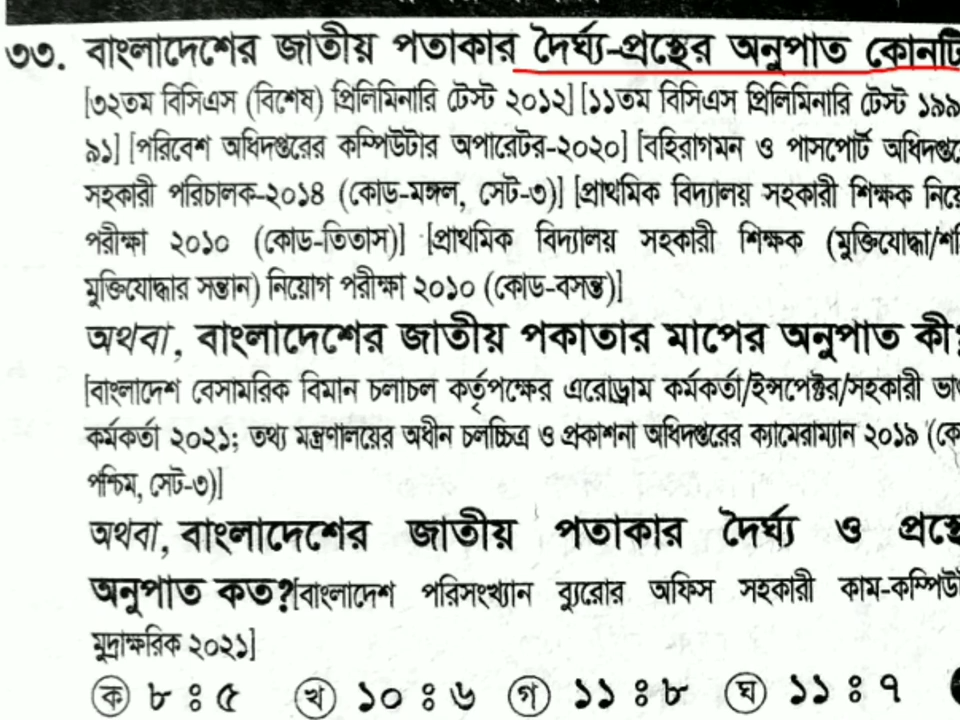 ৩৩. বাংলাদেশের জাতীয় পতাকার দৈর্ঘ্য-প্রস্থের অনুপাত কোনটি
[৩২তম বিসিএস (বিশেষ) প্রিলিমিনারি টেস্ট ২০১২] [১১তম বিসিএস প্রিলিমিনারি টেস্ট ১৯৯
৯১] [পরিবেশ অধিদপ্তরের কম্পিউটার অপারেটর-২০২০] [বহিরাগমন ও পাসপোর্ট অধিদপ্ত
সহকারী পরিচালক-২০১৪ (কোড-মঙ্গল, সেট-৩)] [প্রাথমিক বিদ্যালয় সহকারী শিক্ষক নিয়ে
পরীক্ষা ২০১০ (কোড-তিতাস)] [প্রাথমিক বিদ্যালয় সহকারী শিক্ষক (মুক্তিযোদ্ধা/শ
মুক্তিযোদ্ধার সন্তান) নিয়োগ পরীক্ষা ২০১০ (কোড-বসন্ত)]
অথবা, বাংলাদেশের জাতীয় পকাতার মাপের অনুপাত কী?
[বাংলাদেশ বেসামরিক বিমান চলাচল কর্তৃপক্ষের এরোড্রাম কর্মকর্তা/ইন্সপেক্টর/সহকারী ভা
কর্মকর্তা ২০২১; তথ্য মন্ত্রণালয়ের অধীন চলচ্চিত্র ও প্রকাশনা অধিদপ্তরের ক্যামেরাম্যান ২০১৯ (কো
পশ্চিম, সেট-৩)]
অথবা, বাংলাদেশের জাতীয় পতাকার দৈর্ঘ্য ও প্রস্থে
অনুপাত কত?[বাংলাদেশ পরিসংখ্যান ব্যুরোর অফিস সহকারী কাম-কম্পিউ
মুদ্রাক্ষরিক ২০২১]
ক ৮ : ৫ খ ১০ : ৬ গ ১১ : ৮ ঘ ১১ : ৭